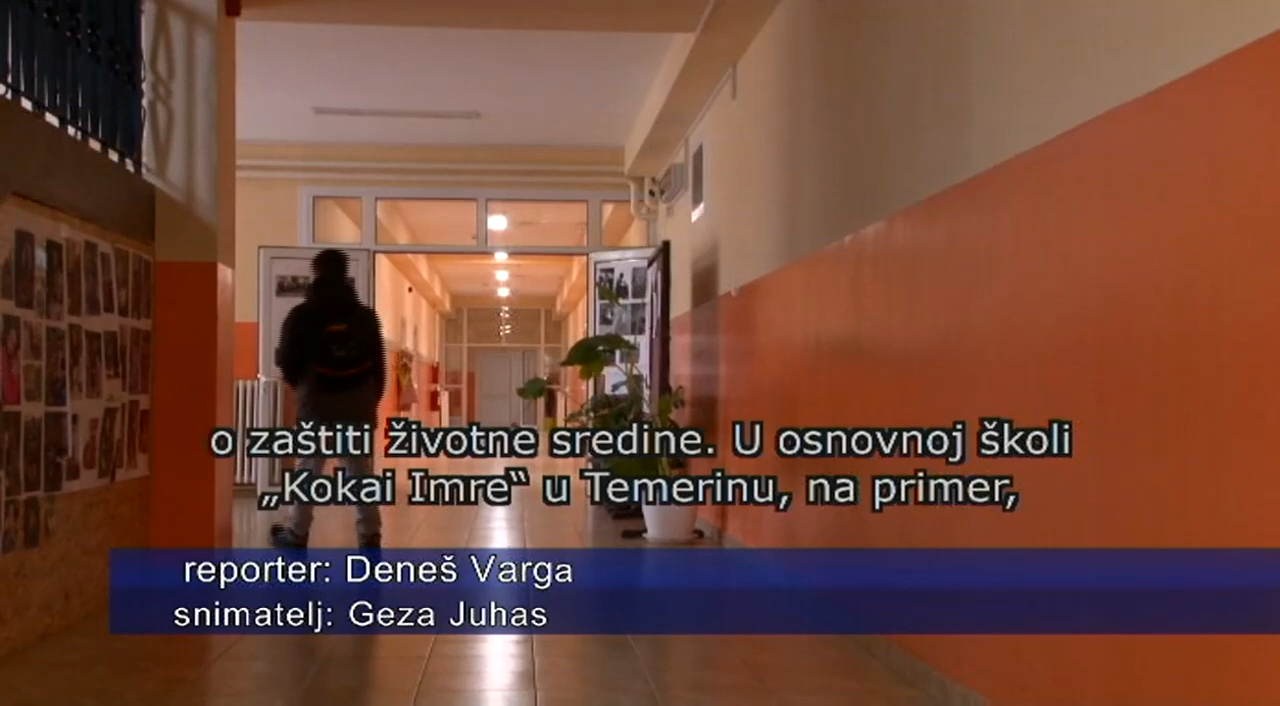 o zaštiti životne sredine. U osnovnoj školi
„Kokai Imre“ u Temerinu, na primer,
reporter: Deneš Varga
snimatelj: Geza Juhas